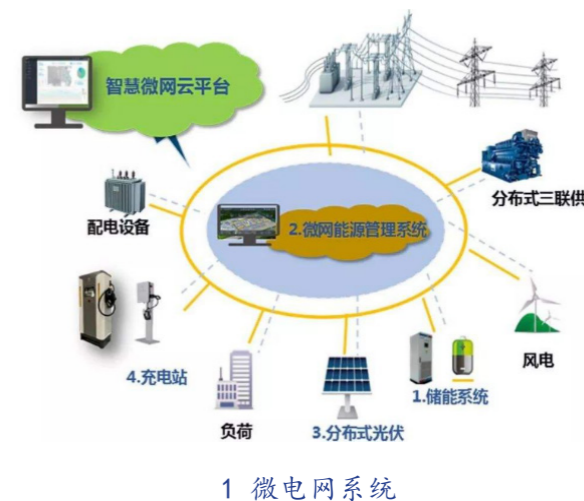 智慧微网云平台
分布式三联供
配电设备
2.微网能源管理系统
4.充电站
风电
1.储能系统
负荷
3.分布式光伏
1 微电网系统